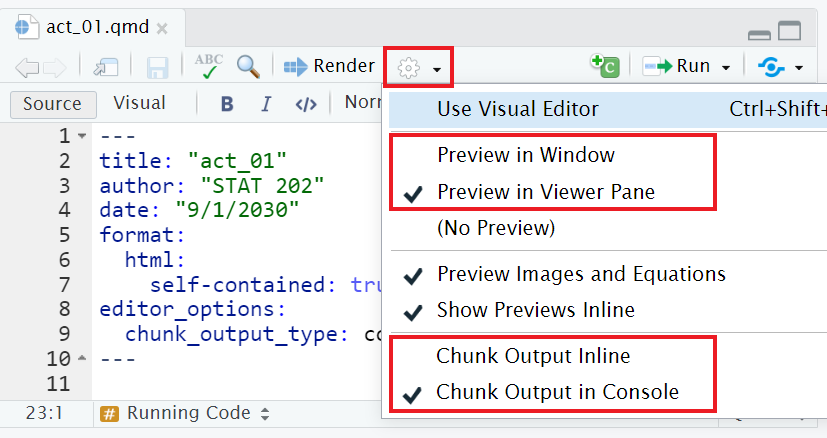 act_01.qmd
ABC Render Run
Source Visual B I </> Norr
Use Visual Editor Ctrl+Shift+
Preview in Window
Preview in Viewer Pane
(No Preview)
Preview Images and Equations
Show Previews Inline
Chunk Output Inline
Chunk Output in Console
1 ---
2 title: "act_01"
3 author: "STAT 202"
4 date: "9/1/2030"
5 format:
6 html:
7 self-contained: tru
8 editor_options:
9 chunk_output_type: co
10 ---
11
23:1 # Running Code